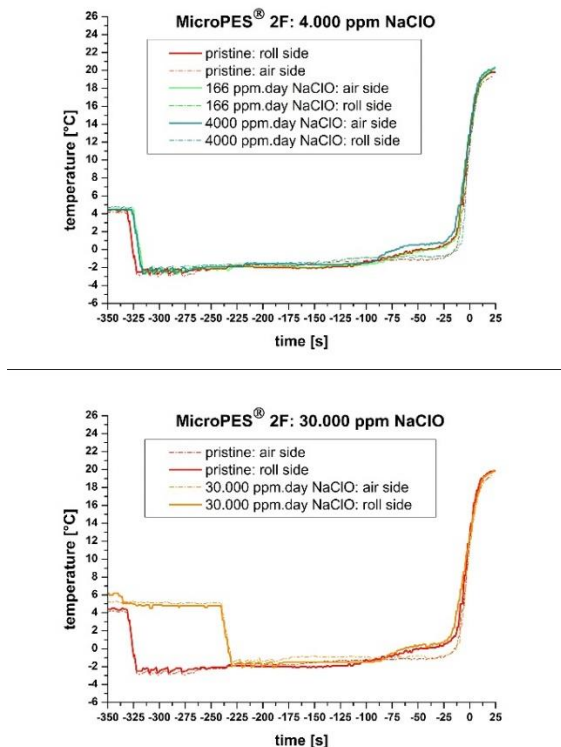 MicroPES® 2F: 4.000 ppm NaClO
pristine: roll side
pristine: air side
166 ppm.day NaClO: air side
166 ppm.day NaClO: roll side
4000 ppm.day NaClO: air side
4000 ppm.day NaClO: roll side
temperature [°C]
26
24
22
20
18
16
14
12
10
8
6
4
2
0
-2
-4
-6
-350 -325 -300 -275 -250 -225 -200 -175 -150 -125 -100 -75 -50 -25 0 25
time [s]
MicroPES® 2F: 30.000 ppm NaClO
pristine: air side
pristine: roll side
30.000 ppm.day NaClO: air side
30.000 ppm.day NaClO: roll side
temperature [°C]
26
24
22
20
18
16
14
12
10
8
6
4
2
0
-2
-4
-6
-350 -325 -300 -275 -250 -225 -200 -175 -150 -125 -100 -75 -50 -25 0 25
time [s]